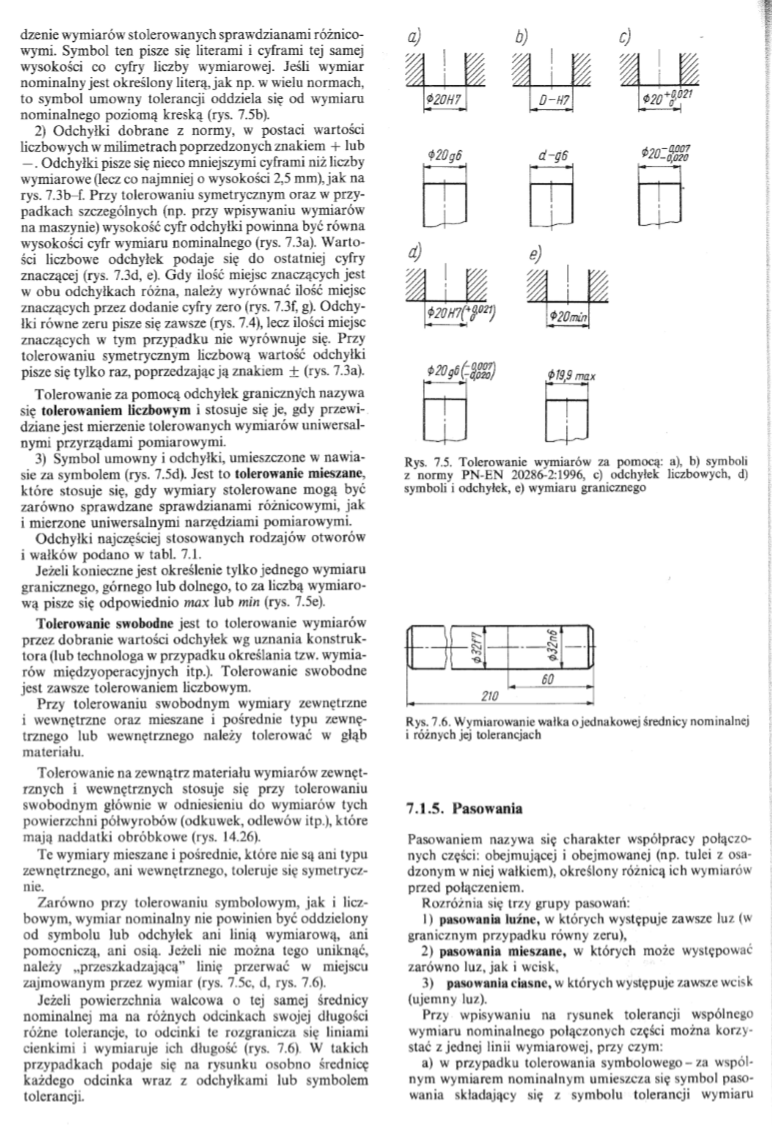 dzenie wymiarów stolerowanych sprawdzianami różnico-
wymi. Symbol ten pisze się literami i cyframi tej samej
wysokości co cyfry liczby wymiarowej. Jeśli wymiar
nominalny jest określony literą, jak np. w wielu normach,
to symbol umowny tolerancji oddziela się od wymiaru
nominalnego poziomą kreską (rys. 7.5b).
2) Odchyłki dobrane z normy, w postaci wartości
liczbowych w milimetrach poprzedzonych znakiem + lub
–. Odchyłki pisze się nieco mniejszymi cyframi niż liczby
wymiarowe (lecz co najmniej o wysokości 2,5 mm), jak na
rys. 7.3b–f. Przy tolerowaniu symetrycznym oraz w przy-
padkach szczególnych (np. przy wpisywaniu wymiarów
na maszynie) wysokość cyfr odchyłki powinna być równa
wysokości cyfr wymiaru nominalnego (rys. 7.3a). Warto-
ści liczbowe odchyłek podaje się do ostatniej cyfry
znaczącej (rys. 7.3d, e). Gdy ilość miejsc znaczących jest
w obu odchyłkach różna, należy wyrównać ilość miejsc
znaczących przez dodanie cyfry zero (rys. 7.3f, g). Odchy-
łki równe zeru pisze się zawsze (rys. 7.4), lecz ilości miejsc
znaczących w tym przypadku nie wyrównuje się. Przy
tolerowaniu symetrycznym liczbową wartość odchyłki
pisze się tylko raz, poprzedzając ją znakiem ± (rys. 7.3a).
Tolerowanie za pomocą odchyłek granicznych nazywa
się tolerowaniem liczbowym i stosuje się je, gdy przewi-
dziane jest mierzenie tolerowanych wymiarów uniwersal-
nymi przyrządami pomiarowymi.
3) Symbol umowny i odchyłki, umieszczone w nawia-
sie za symbolem (rys. 7.5d). Jest to tolerowanie mieszane,
które stosuje się, gdy wymiary stolerowane mogą być
zarówno sprawdzane sprawdzianami różnicowymi, jak
i mierzone uniwersalnymi narzędziami pomiarowymi.
Odchyłki najczęściej stosowanych rodzajów otworów
i wałków podano w tabl. 7.1.
Jeżeli konieczne jest określenie tylko jednego wymiaru
granicznego, górnego lub dolnego, to za liczbą wymiaro-
wą pisze się odpowiednio max lub min (rys. 7.5e).
Tolerowanie swobodne jest to tolerowanie wymiarów
przez dobranie wartości odchyłek wg uznania konstruk-
tora (lub technologa w przypadku określania tzw. wymia-
rów międzyoperacyjnych itp.). Tolerowanie swobodne
jest zawsze tolerowaniem liczbowym.
Przy tolerowaniu swobodnym wymiary zewnętrzne
i wewnętrzne oraz mieszane i pośrednie typu zewnę-
trznego lub wewnętrznego należy tolerować w głąb
materiału.
Tolerowanie na zewnątrz materiału wymiarów zewnęt-
rznych i wewnętrznych stosuje się przy tolerowaniu
swobodnym głównie w odniesieniu do wymiarów tych
powierzchni półwyrobów (odkuwek, odlewów itp.), które
mają naddatki obróbkowe (rys. 14.26).
Te wymiary mieszane i pośrednie, które nie są ani typu
zewnętrznego, ani wewnętrznego, toleruje się symetrycz-
nie.
Zarówno przy tolerowaniu symbolowym, jak i licz-
bowym, wymiar nominalny nie powinien być oddzielony
od symbolu lub odchyłek ani linią wymiarową, ani
pomocniczą, ani osią. Jeżeli nie można tego uniknąć,
należy „przeszkadzającą” linię przerwać w miejscu
zajmowanym przez wymiar (rys. 7.5c, d, rys. 7.6).
Jeżeli powierzchnia walcowa o tej samej średnicy
nominalnej ma na różnych odcinkach swojej długości
różne tolerancje, to odcinki te rozgranicza się liniami
cienkimi i wymiaruje ich długość (rys. 7.6). W takich
przypadkach podaje się na rysunku osobno średnicę
każdego odcinka wraz z odchyłkami lub symbolem
tolerancji.
a) b) c)
ϕ20H7 D–H7 ϕ20+0,021 0
ϕ20g6 d–g6 ϕ20–0,007 –0,020
d) e)
ϕ20H7(+0,021 0) ϕ20min
ϕ20g6(–0,007 –0,020) ϕ19,9 max
Rys. 7.5. Tolerowanie wymiarów za pomocą: a), b) symboli
z normy PN-EN 20286-2:1996, c) odchyłek liczbowych, d)
symboli i odchyłek, e) wymiaru granicznego
ϕ32f7 ϕ32n6
60
210
Rys. 7.6. Wymiarowanie wałka o jednakowej średnicy nominalnej
i różnych jej tolerancjach
7.1.5. Pasowania
Pasowaniem nazywa się charakter współpracy połączo-
nych części: obejmującej i obejmowanej (np. tulei z osa-
dzonym w niej wałkiem), określony różnicą ich wymiarów
przed połączeniem.
Rozróżnia się trzy grupy pasowań:
1) pasowania luźne, w których występuje zawsze luz (w
granicznym przypadku równy zeru),
2) pasowania mieszane, w których może występować
zarówno luz, jak i wcisk,
3) pasowania ciasne, w których występuje zawsze wcisk
(ujemny luz).
Przy wpisywaniu na rysunek tolerancji wspólnego
wymiaru nominalnego połączonych części można korzy-
stać z jednej linii wymiarowej, przy czym:
a) w przypadku tolerowania symbolowego – za wspól-
nym wymiarem nominalnym umieszcza się symbol paso-
wania składający się z symbolu tolerancji wymiaru